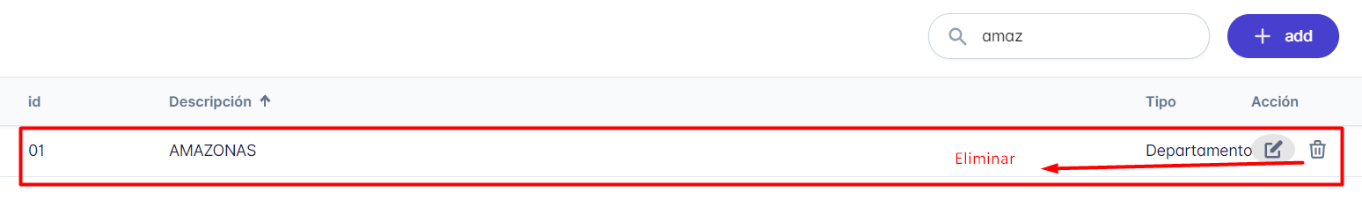 amaz
add
id Descripción Tipo Acción
01 AMAZONAS Departamento
Eliminar